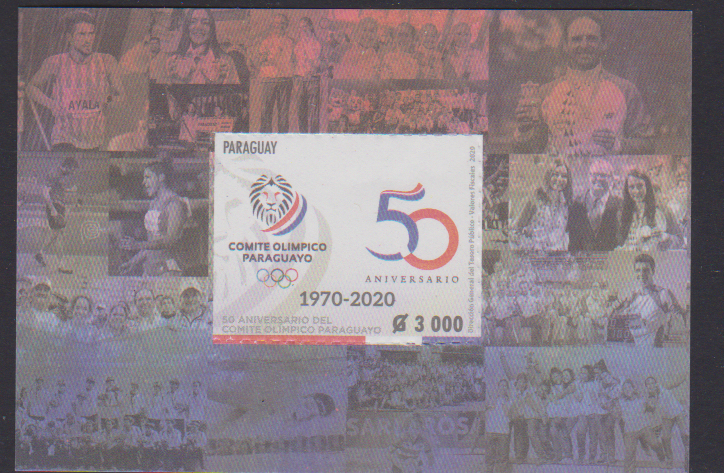 AYALA
PARAGUAY
COMITE OLIMPICO
PARAGUAYO
50
ANIVERSARIO
1970-2020
50 ANIVERSARIO DEL
COMITE OLÍMPICO PARAGUAYO
₲ 3 000
Dirección General del Tesoro Público - Valores Fiscales 2020